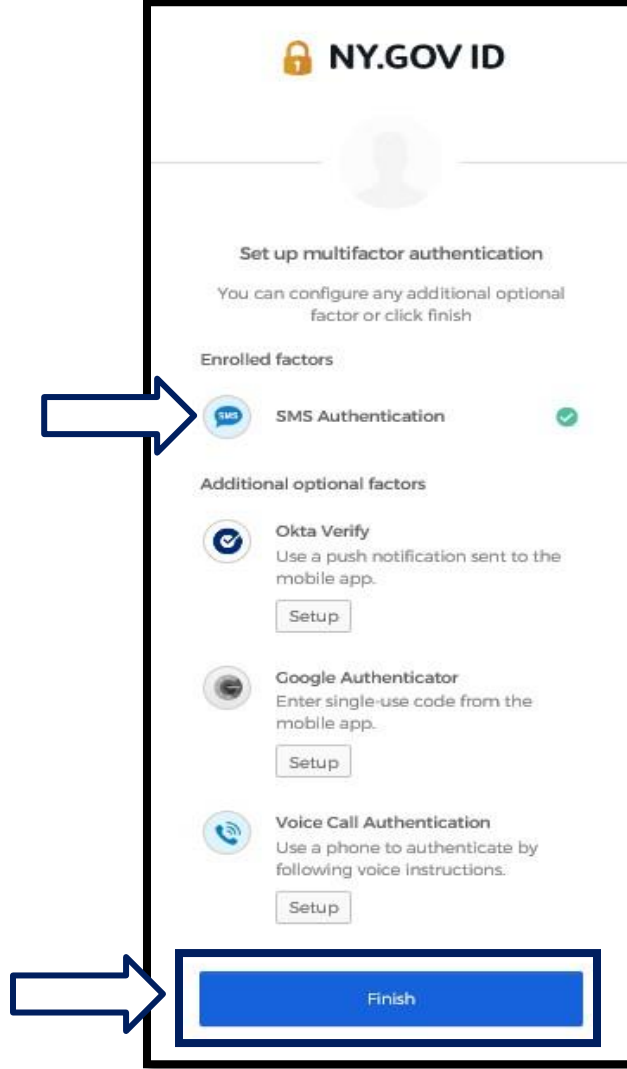 NY.GOV ID
Set up multifactor authentication
You can configure any additional optional
factor or click finish
Enrolled factors
SMS
SMS Authentication
Additional optional factors
Okta Verify
Use a push notification sent to the
mobile app.
Setup
Google Authenticator
Enter single-use code from the
mobile app.
Setup
Voice Call Authentication
Use a phone to authenticate by
following voice instructions.
Setup
Finish